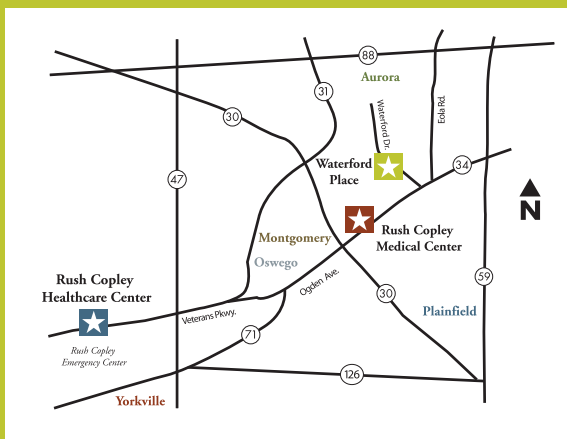 88
Aurora
31
Waterford Dr.
Eola Rd.
30
34
Waterford
Place
47
Rush Copley
Medical Center
N
Montgomery
Oswego
59
Rush Copley
Healthcare Center
Ogden Ave.
30
Plainfield
Veterans Pkwy.
71
Rush Copley
Emergency Center
126
Yorkville